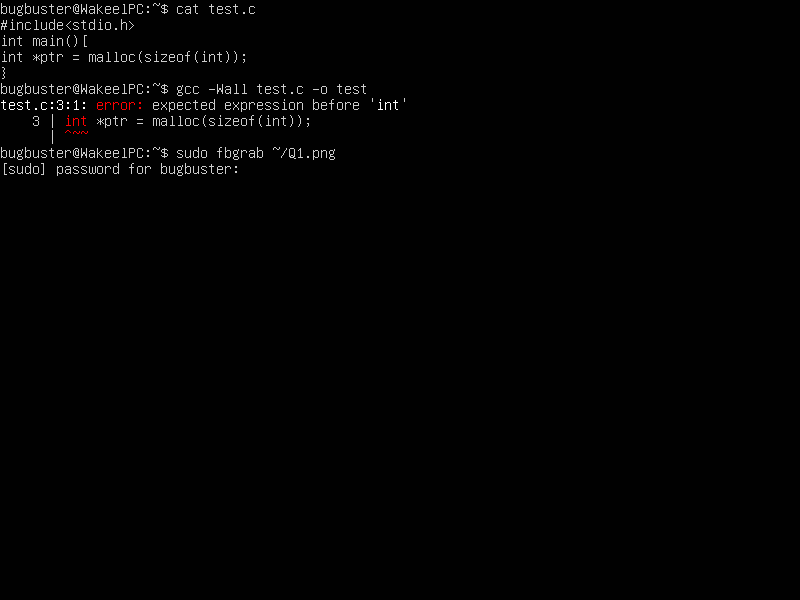 bugbuster@WakeelPC:~$ cat test.c
#include<stdio.h>
int main()[
int *ptr = malloc(sizeof(int));
}
bugbuster@WakeelPC:~$ gcc -Wall test.c -o test
test.c:3:1: error: expected expression before 'int'
    3 | int *ptr = malloc(sizeof(int));
      | ^~~
bugbuster@WakeelPC:~$ sudo fbgrab ~/Q1.png
[sudo] password for bugbuster: